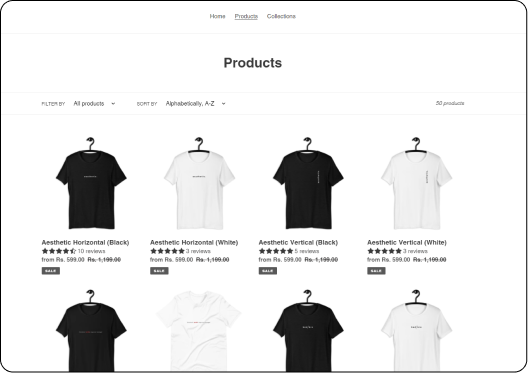 Home Products Collections
Products
FILTER BY All products SORT BY Alphabetically, A-Z 50 products
Aesthetic Horizontal (Black) Aesthetic Horizontal (White) Aesthetic Vertical (Black) Aesthetic Vertical (White)
10 reviews 3 reviews 5 reviews 3 reviews
from Rs. 599.00 Rs. 1,199.00 from Rs. 599.00 Rs. 1,199.00 from Rs. 599.00 Rs. 1,199.00 from Rs. 599.00 Rs. 1,199.00
SALE SALE SALE SALE